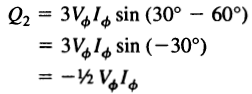 Q₂ = 3V_ϕ I_ϕ sin (30° − 60°)
= 3V_ϕ I_ϕ sin (−30°)
= −½ V_ϕ I_ϕ